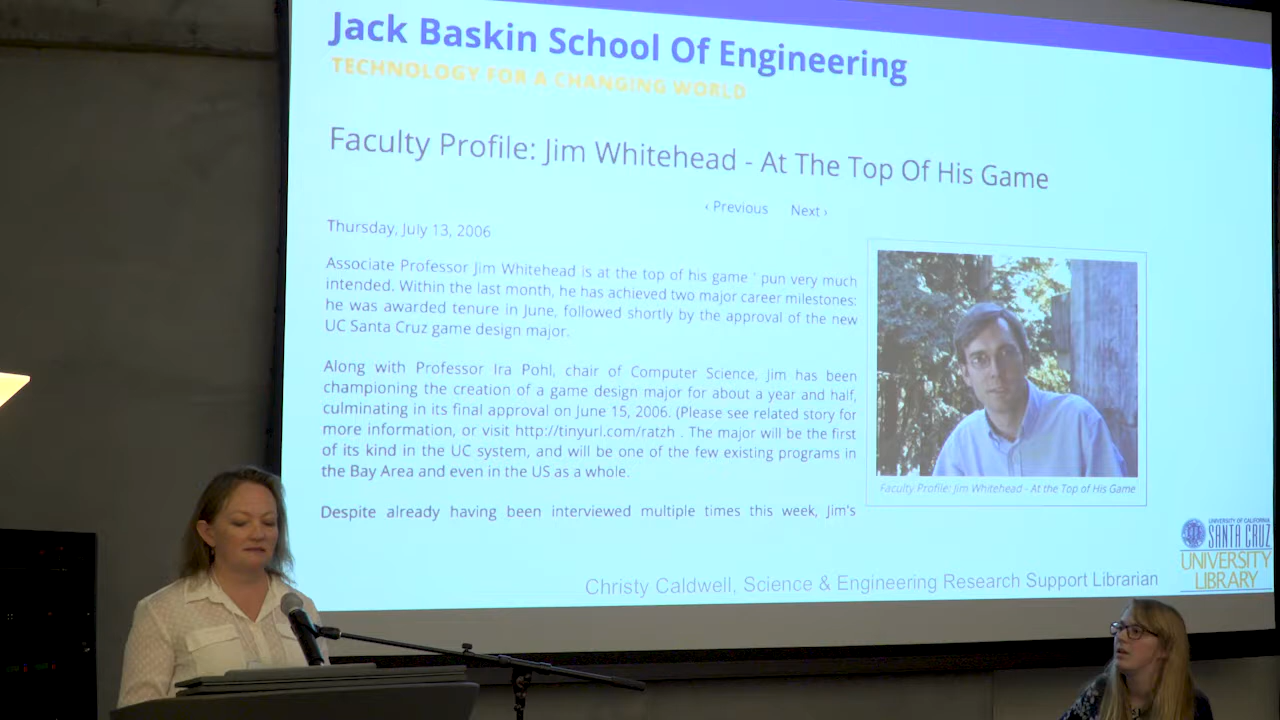 Jack Baskin School Of Engineering
TECHNOLOGY FOR A CHANGING WORLD
Faculty Profile: Jim Whitehead - At The Top Of His Game
‹ Previous Next ›
Thursday, July 13, 2006
Associate Professor Jim Whitehead is at the top of his game ' pun very much
intended. Within the last month, he has achieved two major career milestones:
he was awarded tenure in June, followed shortly by the approval of the new
UC Santa Cruz game design major.
Along with Professor Ira Pohl, chair of Computer Science, Jim has been
championing the creation of a game design major for about a year and half,
culminating in its final approval on June 15, 2006. (Please see related story for
more information, or visit http://tinyurl.com/ratzh . The major will be the first
of its kind in the UC system, and will be one of the few existing programs in
the Bay Area and even in the US as a whole.
Despite already having been interviewed multiple times this week, Jim's
Faculty Profile: Jim Whitehead - At the Top of His Game
UNIVERSITY OF CALIFORNIA
SANTA CRUZ
UNIVERSITY
LIBRARY
Christy Caldwell, Science & Engineering Research Support Librarian